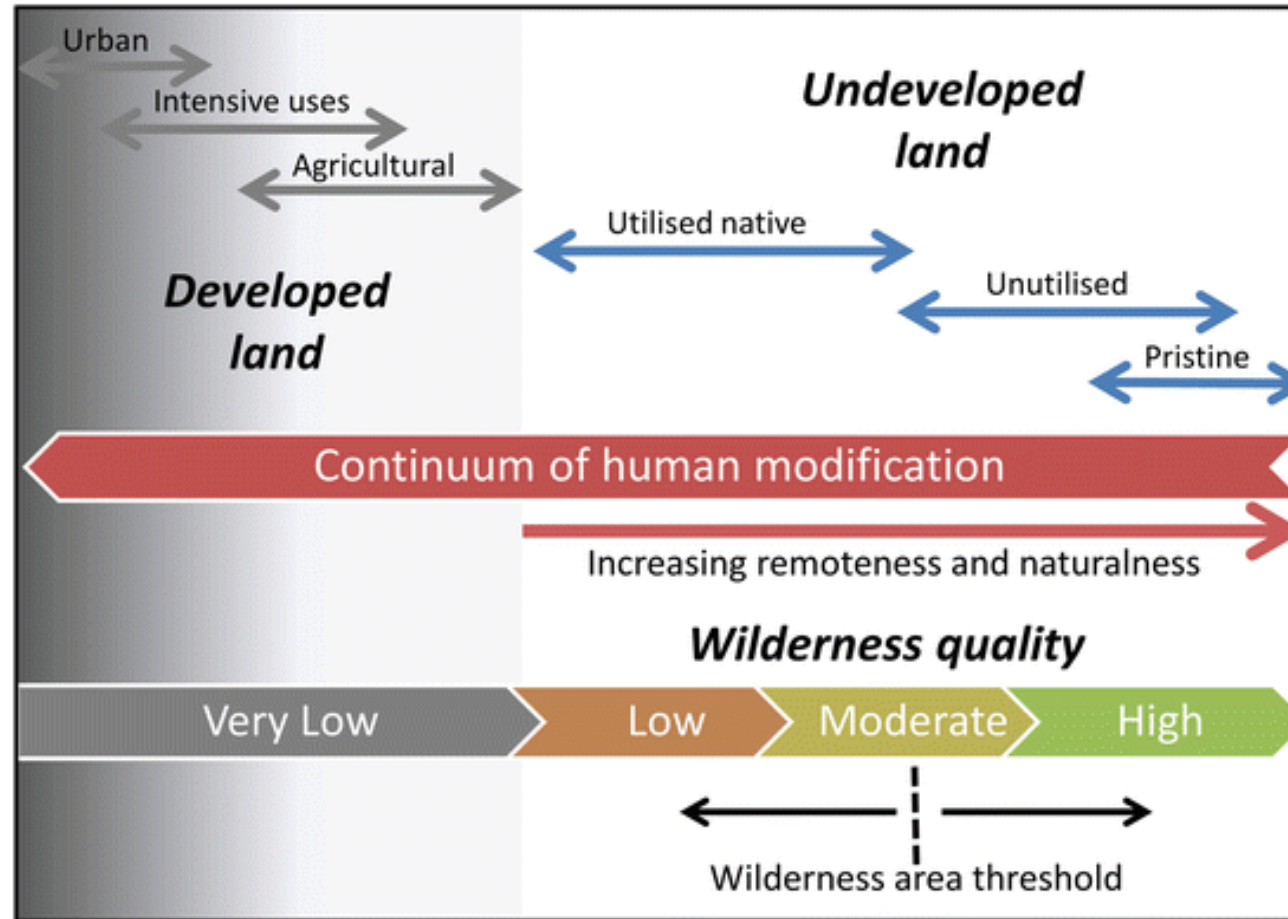 Urban
Intensive uses
Agricultural
Undeveloped
land
Utilised native
Unutilised
Pristine
Developed
land
Continuum of human modification
Increasing remoteness and naturalness
Wilderness quality
Very Low
Low
Moderate
High
Wilderness area threshold